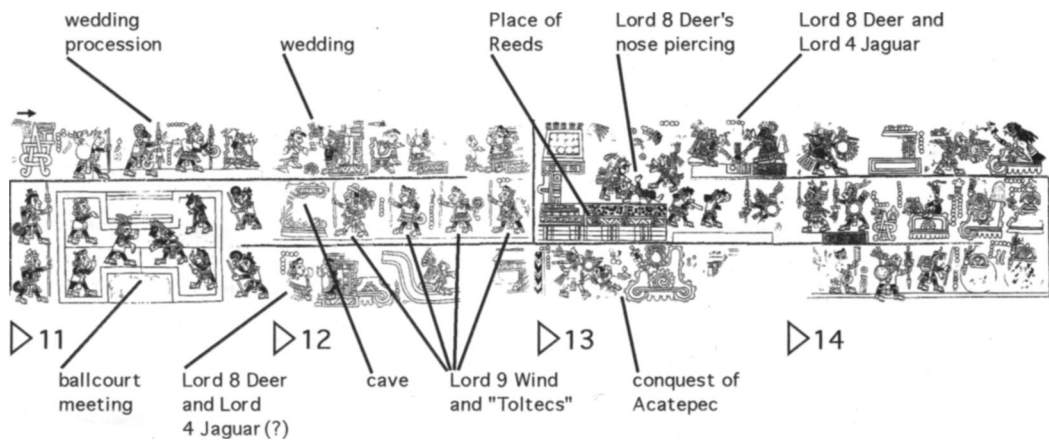 wedding
procession
wedding
Place of
Reeds
Lord 8 Deer's
nose piercing
Lord 8 Deer and
Lord 4 Jaguar
11
12
13
14
ballcourt
meeting
Lord 8 Deer
and Lord
4 Jaguar (?)
cave
Lord 9 Wind
and "Toltecs"
conquest of
Acatepec